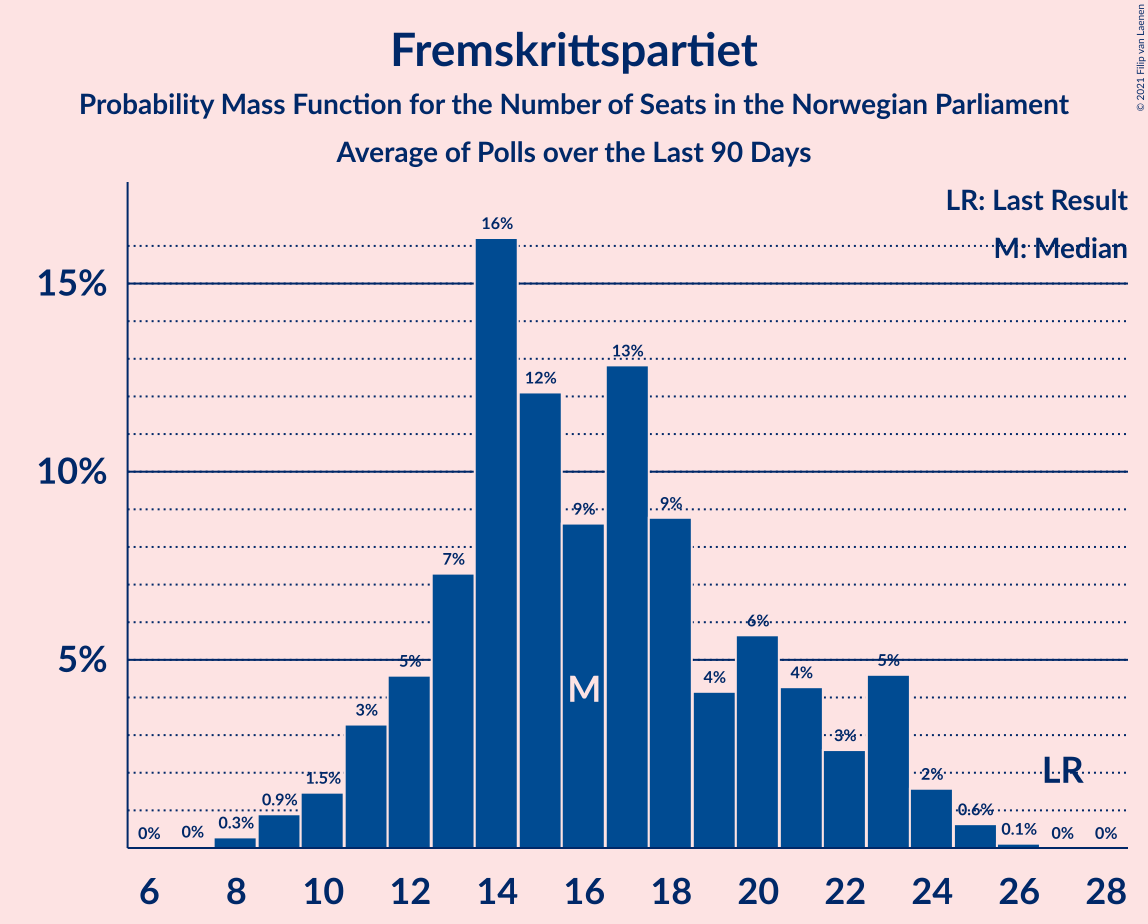 Fremskrittspartiet
Probability Mass Function for the Number of Seats in the Norwegian Parliament
Average of Polls over the Last 90 Days
© 2021 Filip van Laenen
LR: Last Result
M: Median
15%
10%
5%
0%
0%
0.3%
0.9%
1.5%
3%
5%
7%
16%
12%
9%
13%
9%
4%
6%
4%
3%
5%
2%
0.6%
0.1%
0%
0%
M
LR
6 8 10 12 14 16 18 20 22 24 26 28